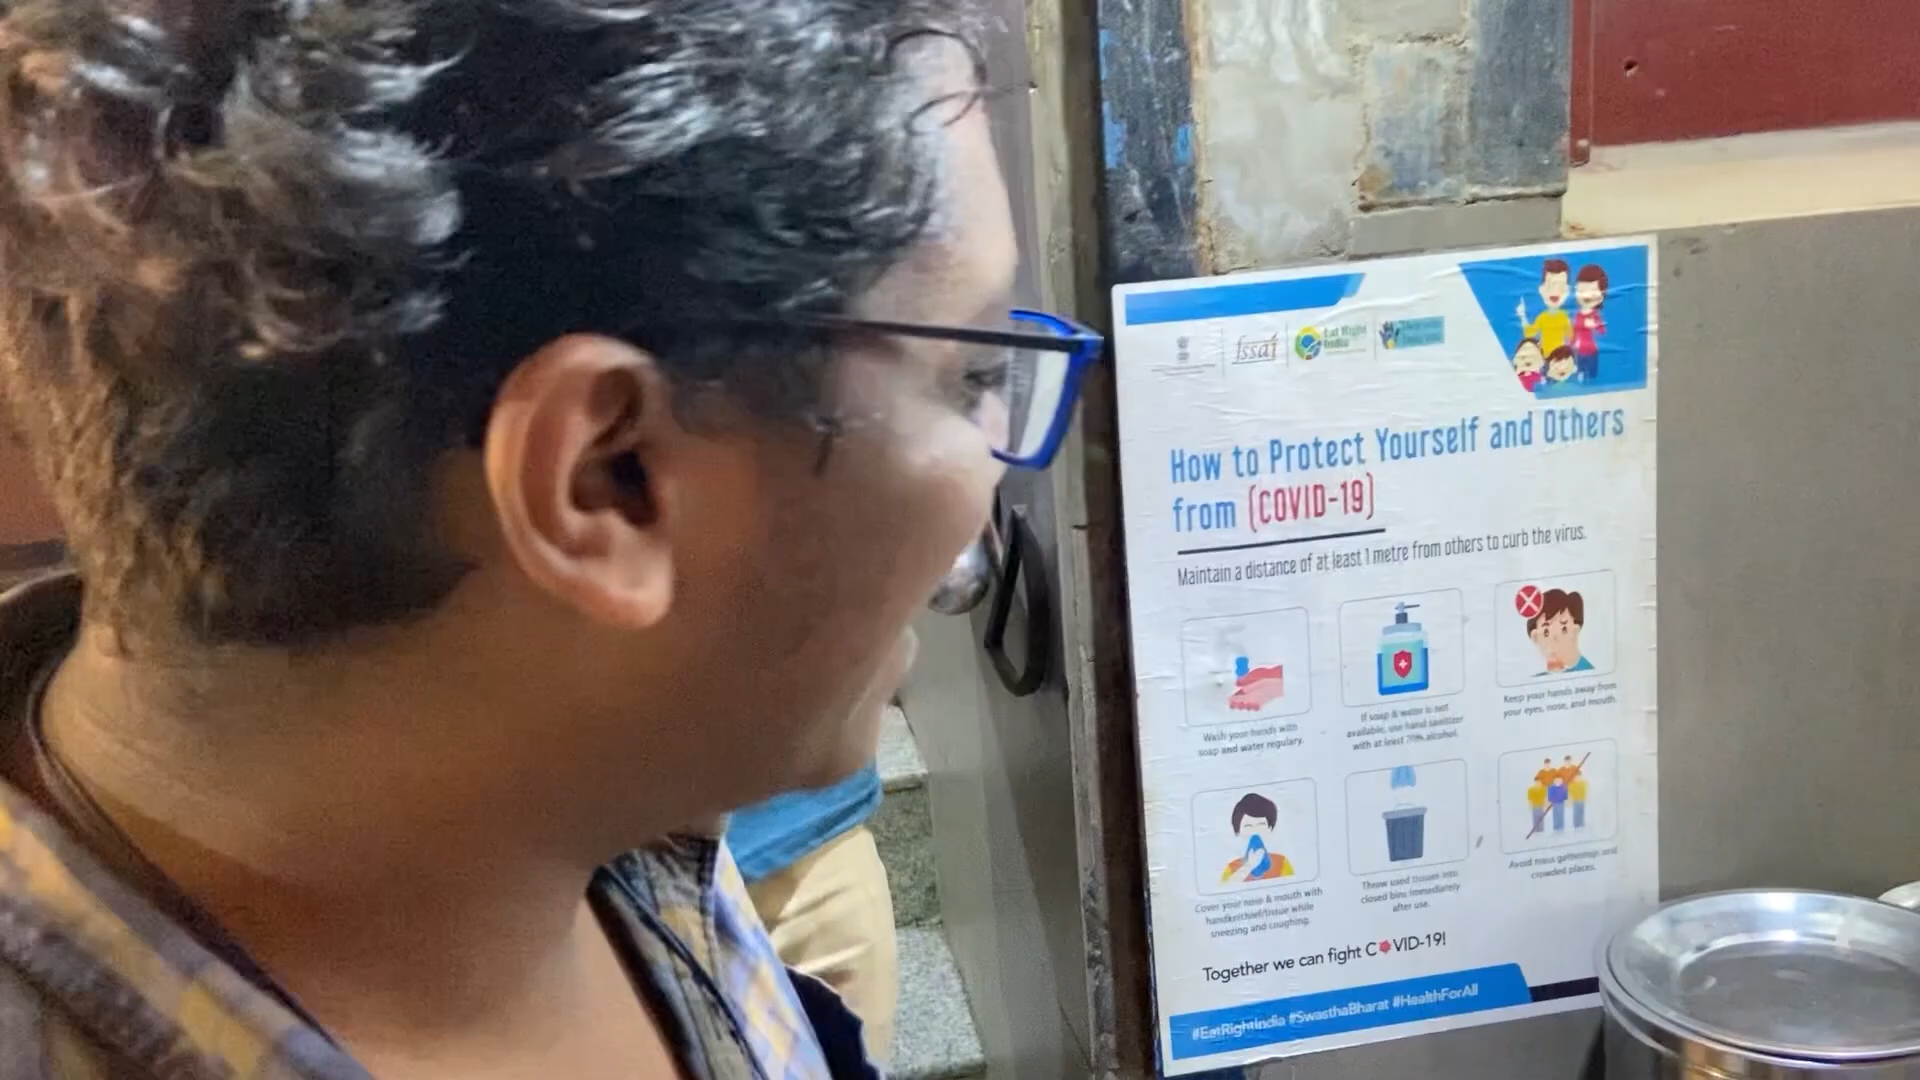 fssai
Eat Right
India
How to Protect Yourself and Others
from (COVID-19)
Maintain a distance of at least 1 metre from others to curb the virus.
Wash your hands with
soap and water regulary.
If soap & water is not
available, use hand sanitizer
with at least 70% alcohol.
Keep your hands away from
your eyes, nose, and mouth.
Cover your nose & mouth with
handkerchief/tissue while
sneezing and coughing.
Throw used tissues into
closed bins immediately
after use.
Avoid mass gatherings and
crowded places.
Together we can fight COVID-19!
#EatRightIndia #SwasthaBharat #HealthForAll